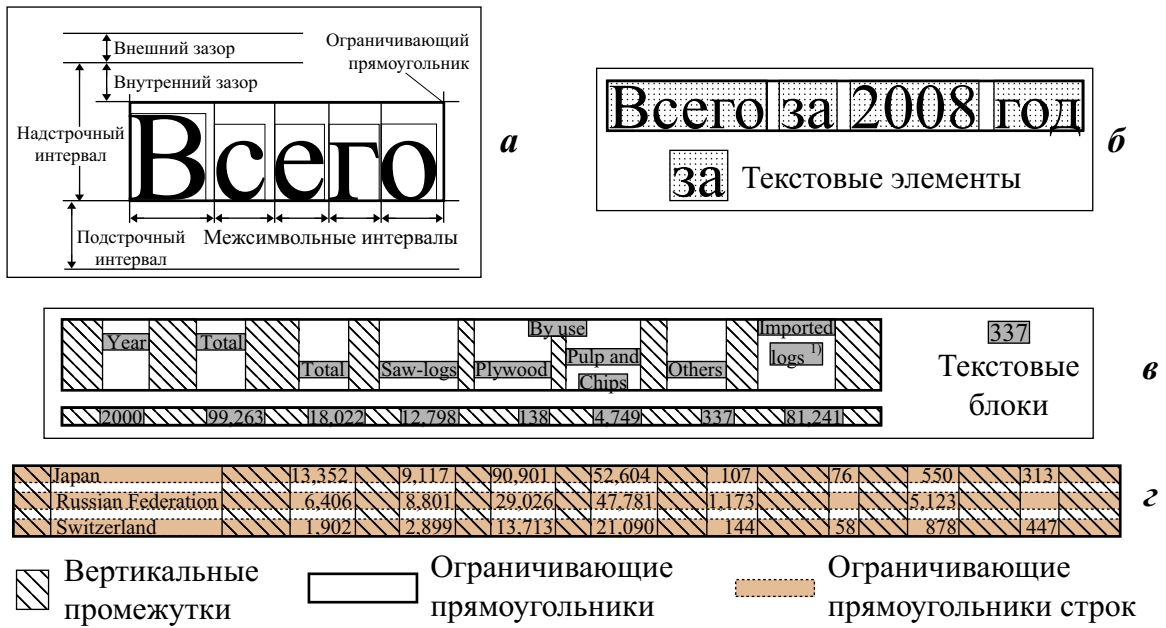 Внешний зазор
Внутренний зазор
Ограничивающий
прямоугольник
Надстрочный
интервал
Всего
Подстрочный
интервал
Межсимвольные интервалы
а
Всего за 2008 год
за Текстовые элементы
б
Year Total Total Saw-logs Plywood By use Pulp and Chips Others Imported logs 1)
2000 99,263 18,022 12,798 138 4,749 337 81,241
337
Текстовые
блоки
в
Japan 13,352 9,117 90,901 52,604 107 76 550 313
Russian Federation 6,406 8,801 29,026 47,781 1,173 5,123
Switzerland 1,902 2,899 13,713 21,090 144 58 878 447
г
Вертикальные
промежутки
Ограничивающие
прямоугольники
Ограничивающие
прямоугольники строк